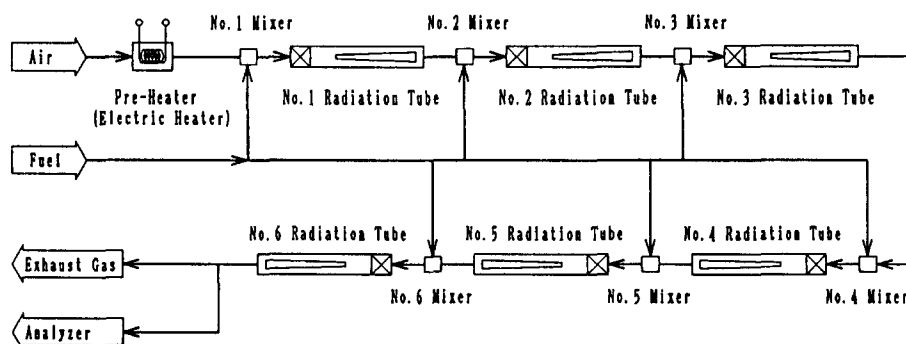 No.1 Mixer
No.2 Mixer
No.3 Mixer
Air
Pre-Heater
(Electric Heater)
No.1 Radiation Tube
No.2 Radiation Tube
No.3 Radiation Tube
Fuel
No.6 Radiation Tube
No.5 Radiation Tube
No.4 Radiation Tube
Exhaust Gas
No.6 Mixer
No.5 Mixer
No.4 Mixer
Analyzer